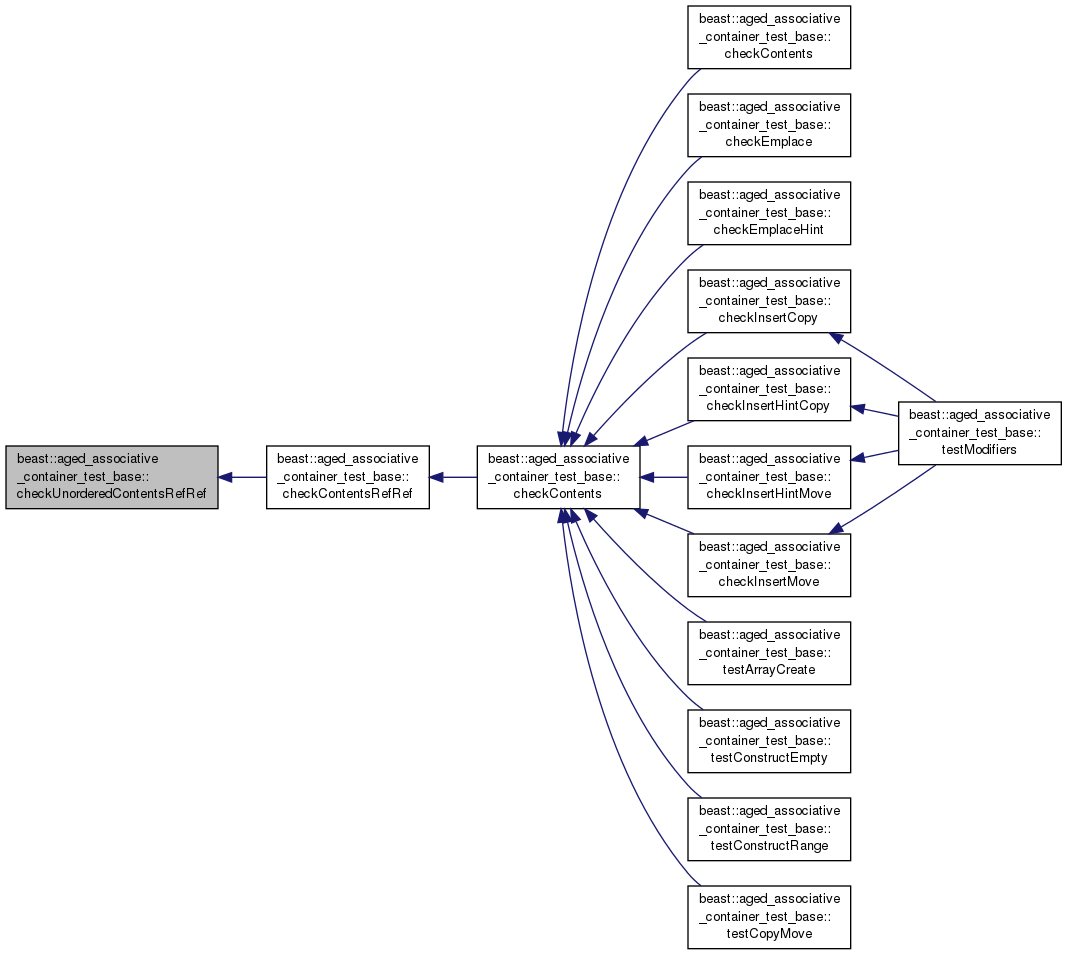 beast::aged_associative
_container_test_base::
checkContents
beast::aged_associative
_container_test_base::
checkEmplace
beast::aged_associative
_container_test_base::
checkEmplaceHint
beast::aged_associative
_container_test_base::
checkInsertCopy
beast::aged_associative
_container_test_base::
checkInsertHintCopy
beast::aged_associative
_container_test_base::
testModifiers
beast::aged_associative
_container_test_base::
checkUnorderedContentsRefRef
beast::aged_associative
_container_test_base::
checkContentsRefRef
beast::aged_associative
_container_test_base::
checkContents
beast::aged_associative
_container_test_base::
checkInsertHintMove
beast::aged_associative
_container_test_base::
checkInsertMove
beast::aged_associative
_container_test_base::
testArrayCreate
beast::aged_associative
_container_test_base::
testConstructEmpty
beast::aged_associative
_container_test_base::
testConstructRange
beast::aged_associative
_container_test_base::
testCopyMove